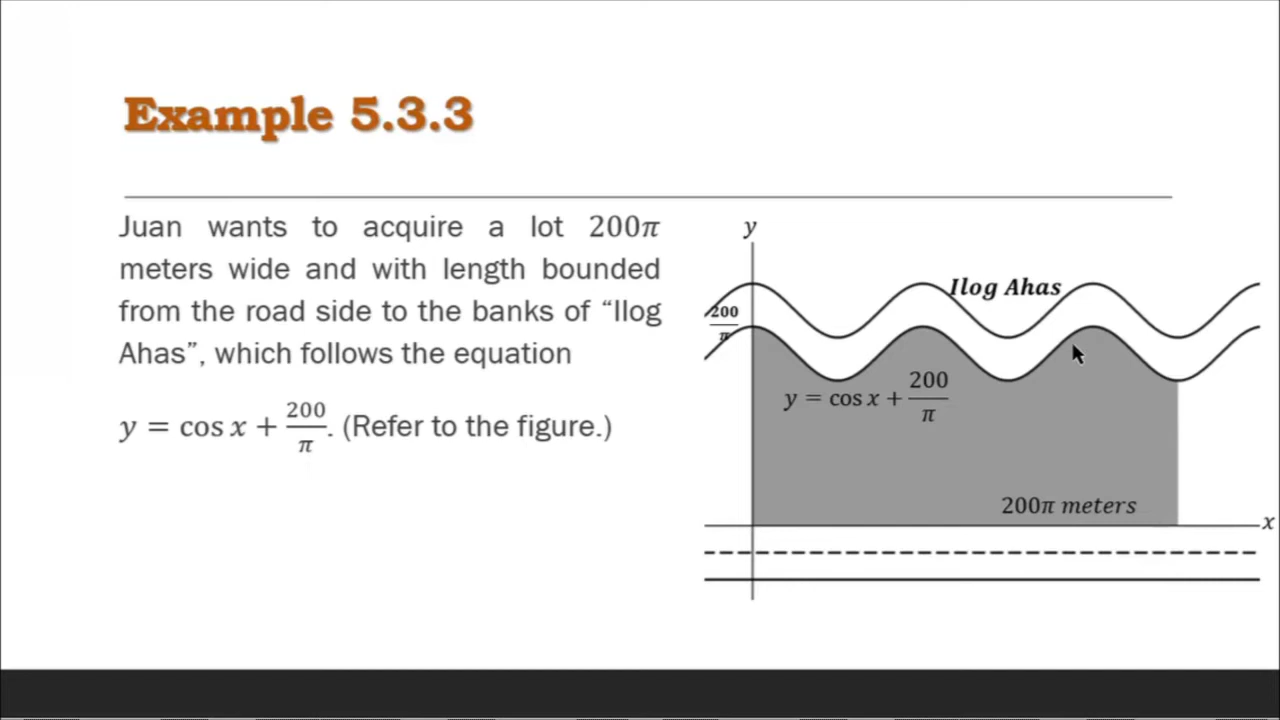 Example 5.3.3
Juan wants to acquire a lot 200π
meters wide and with length bounded
from the road side to the banks of “Ilog
Ahas”, which follows the equation
y = cos x + 200/π. (Refer to the figure.)
y
Ilog Ahas
200/π
y = cos x + 200/π
200π meters
x